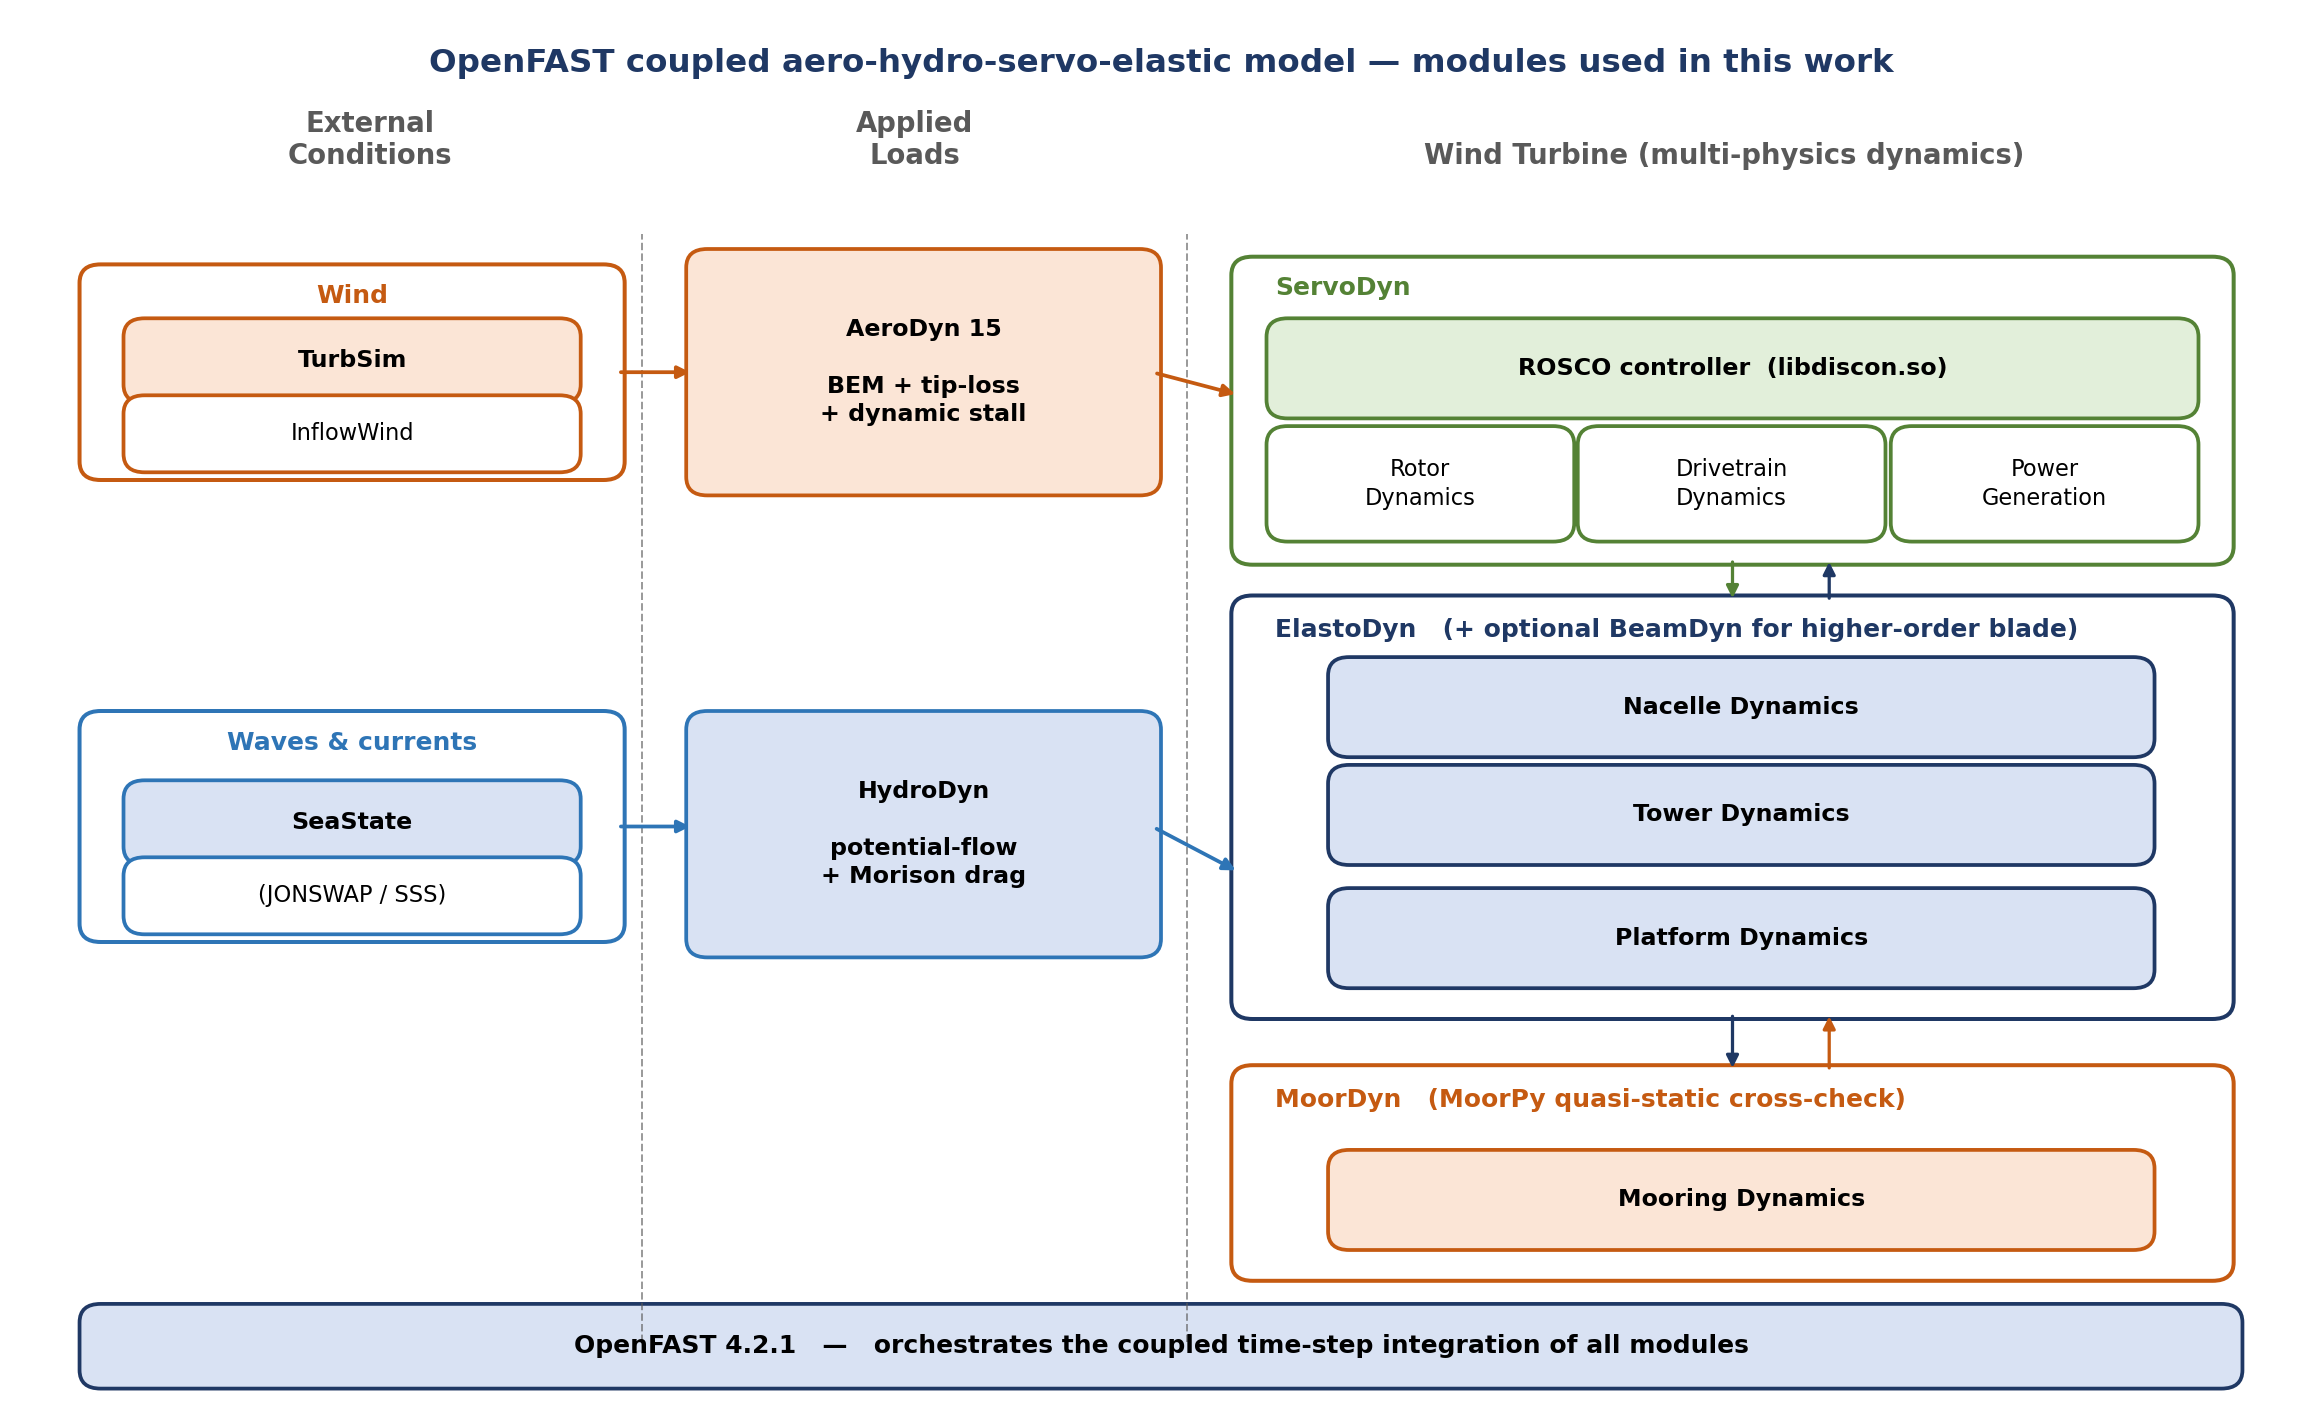 OpenFAST coupled aero-hydro-servo-elastic model — modules used in this work
External
Conditions
Applied
Loads
Wind Turbine (multi-physics dynamics)
Wind
TurbSim
InflowWind
AeroDyn 15
BEM + tip-loss
+ dynamic stall
ServoDyn
ROSCO controller  (libdiscon.so)
Rotor
Dynamics
Drivetrain
Dynamics
Power
Generation
Waves & currents
SeaState
(JONSWAP / SSS)
HydroDyn
potential-flow
+ Morison drag
ElastoDyn   (+ optional BeamDyn for higher-order blade)
Nacelle Dynamics
Tower Dynamics
Platform Dynamics
MoorDyn   (MoorPy quasi-static cross-check)
Mooring Dynamics
OpenFAST 4.2.1   —   orchestrates the coupled time-step integration of all modules